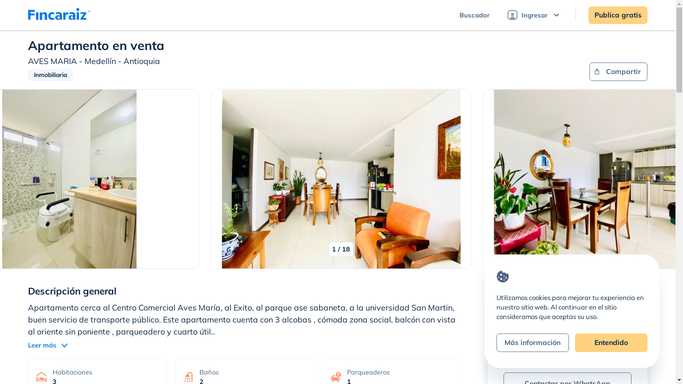 Fincaraiz
Buscador
Ingresar
Publica gratis
Apartamento en venta
AVES MARIA - Medellín - Antioquia
Inmobiliaria
Compartir
1 / 18
Descripción general
Apartamento cerca al Centro Comercial Aves María, al Exito, al parque ase sabaneta, a la universidad San Martin,
buen servicio de transporte público. Este apartamento cuenta con 3 alcobas , cómoda zona social, balcón con vista
al oriente sin poniente , parqueadero y cuarto útil..
Leer más
Habitaciones
3
Baños
2
Parqueaderos
1
Utilizamos cookies para mejorar tu experiencia en
nuestro sitio web. Al continuar en el sitio
consideramos que aceptas su uso.
Más información
Entendido
Contactar por WhatsApp